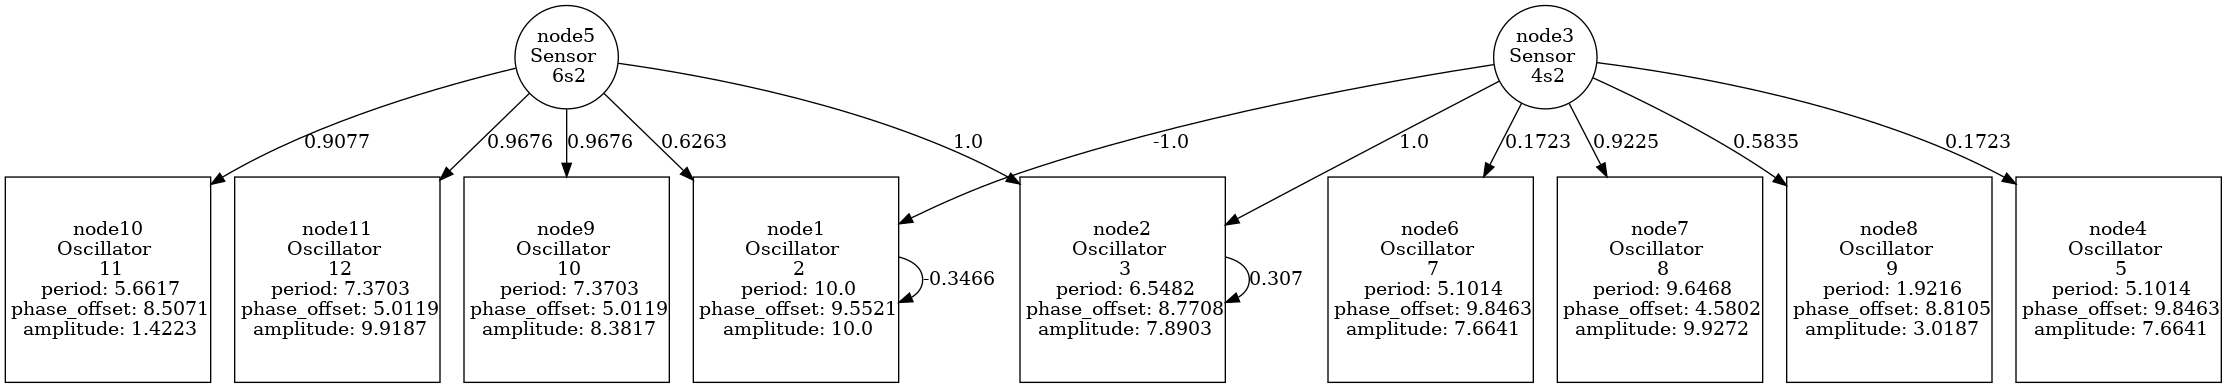 node5
Sensor
6s2
node3
Sensor
4s2
0.9077
0.9676
0.9676
0.6263
1.0
-1.0
1.0
0.1723
0.9225
0.5835
0.1723
node10
Oscillator
11
period: 5.6617
phase_offset: 8.5071
amplitude: 1.4223
node11
Oscillator
12
period: 7.3703
phase_offset: 5.0119
amplitude: 9.9187
node9
Oscillator
10
period: 7.3703
phase_offset: 5.0119
amplitude: 8.3817
node1
Oscillator
2
period: 10.0
phase_offset: 9.5521
amplitude: 10.0
-0.3466
node2
Oscillator
3
period: 6.5482
phase_offset: 8.7708
amplitude: 7.8903
0.307
node6
Oscillator
7
period: 5.1014
phase_offset: 9.8463
amplitude: 7.6641
node7
Oscillator
8
period: 9.6468
phase_offset: 4.5802
amplitude: 9.9272
node8
Oscillator
9
period: 1.9216
phase_offset: 8.8105
amplitude: 3.0187
node4
Oscillator
5
period: 5.1014
phase_offset: 9.8463
amplitude: 7.6641